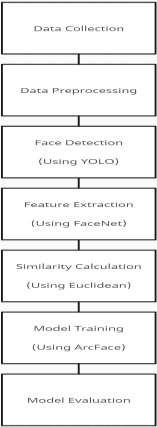 Data Collection
Data Preprocessing
Face Detection
(Using YOLO)
Feature Extraction
(Using FaceNet)
Similarity Calculation
(Using Euclidean)
Model Training
(Using ArcFace)
Model Evaluation